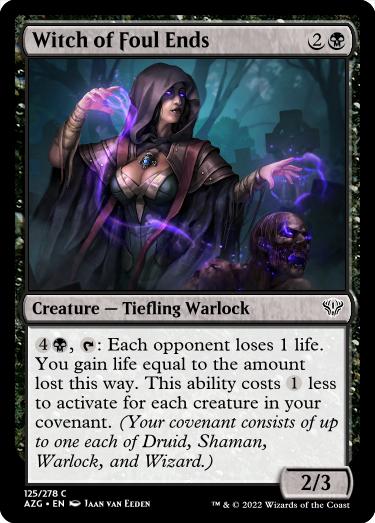 Witch of Foul Ends 2
Creature — Tiefling Warlock
4, : Each opponent loses 1 life.
You gain life equal to the amount
lost this way. This ability costs 1 less
to activate for each creature in your
covenant. (Your covenant consists of
up to one each of Druid, Shaman,
Warlock, and Wizard.)
2/3
125/278 C
AZG • EN Jaan van Eeden
™ & © 2022 Wizards of the Coast